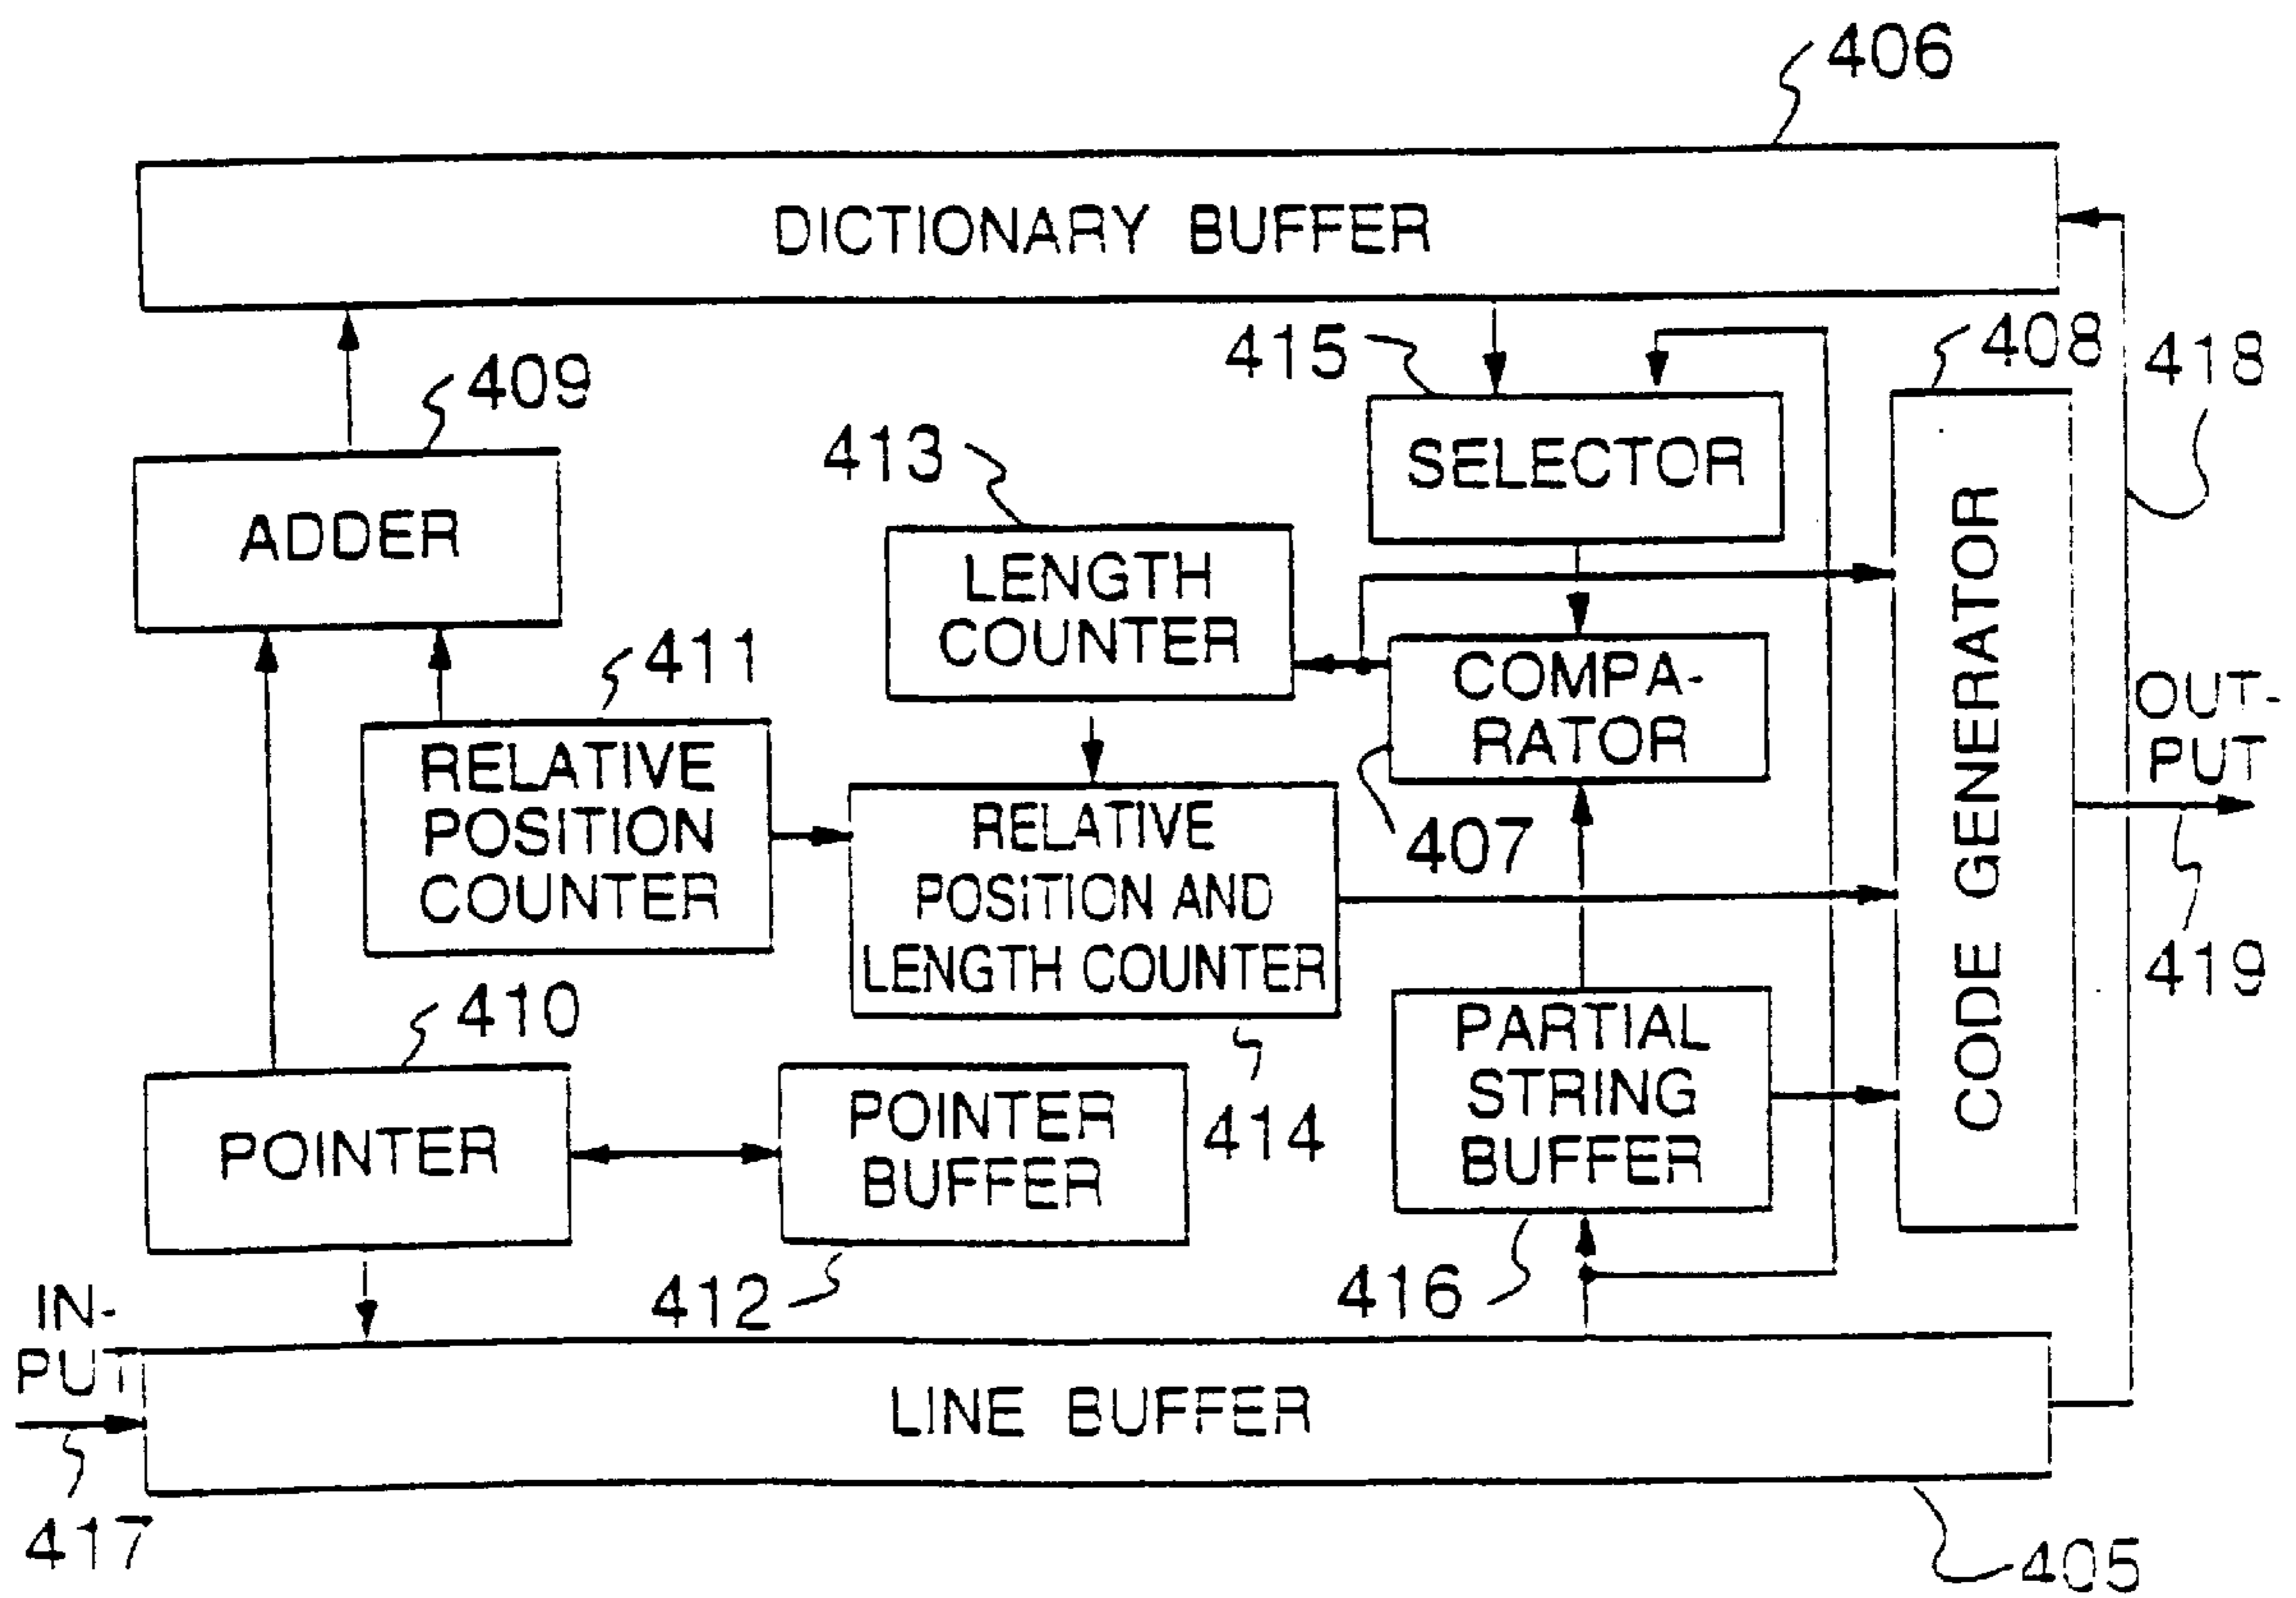 406
DICTIONARY BUFFER
415
408
418
409
413
SELECTOR
ADDER
LENGTH
COUNTER
411
COMPA-
RATOR
OUT-
PUT
CODE GENERATOR
RELATIVE
POSITION
COUNTER
RELATIVE
POSITION AND
LENGTH COUNTER
407
419
410
PARTIAL
STRING
BUFFER
POINTER
POINTER
BUFFER
414
412
416
IN-
PUT
LINE BUFFER
417
405